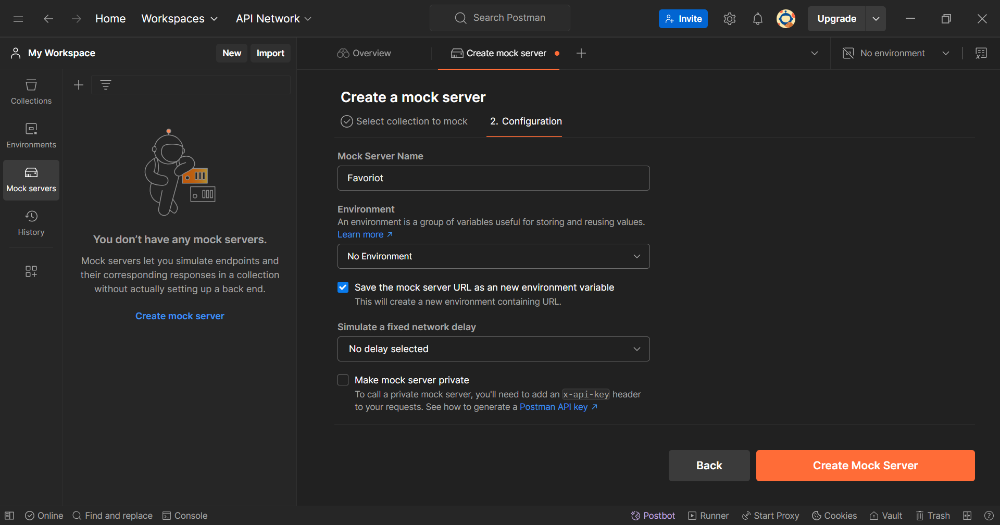 Home Workspaces API Network Search Postman Invite Upgrade
My Workspace New Import Overview Create mock server No environment
Collections
Environments
Mock servers
History
You don’t have any mock servers.
Mock servers let you simulate endpoints and
their corresponding responses in a collection
without actually setting up a back end.
Create mock server
Create a mock server
Select collection to mock 2. Configuration
Mock Server Name
Favoriot
Environment
An environment is a group of variables useful for storing and reusing values.
Learn more ↗
No Environment
Save the mock server URL as an new environment variable
This will create a new environment containing URL.
Simulate a fixed network delay
No delay selected
Make mock server private
To call a private mock server, you'll need to add an x-api-key header
to your requests. See how to generate a Postman API key ↗
Back Create Mock Server
Online Find and replace Console Postbot Runner Start Proxy Cookies Vault Trash